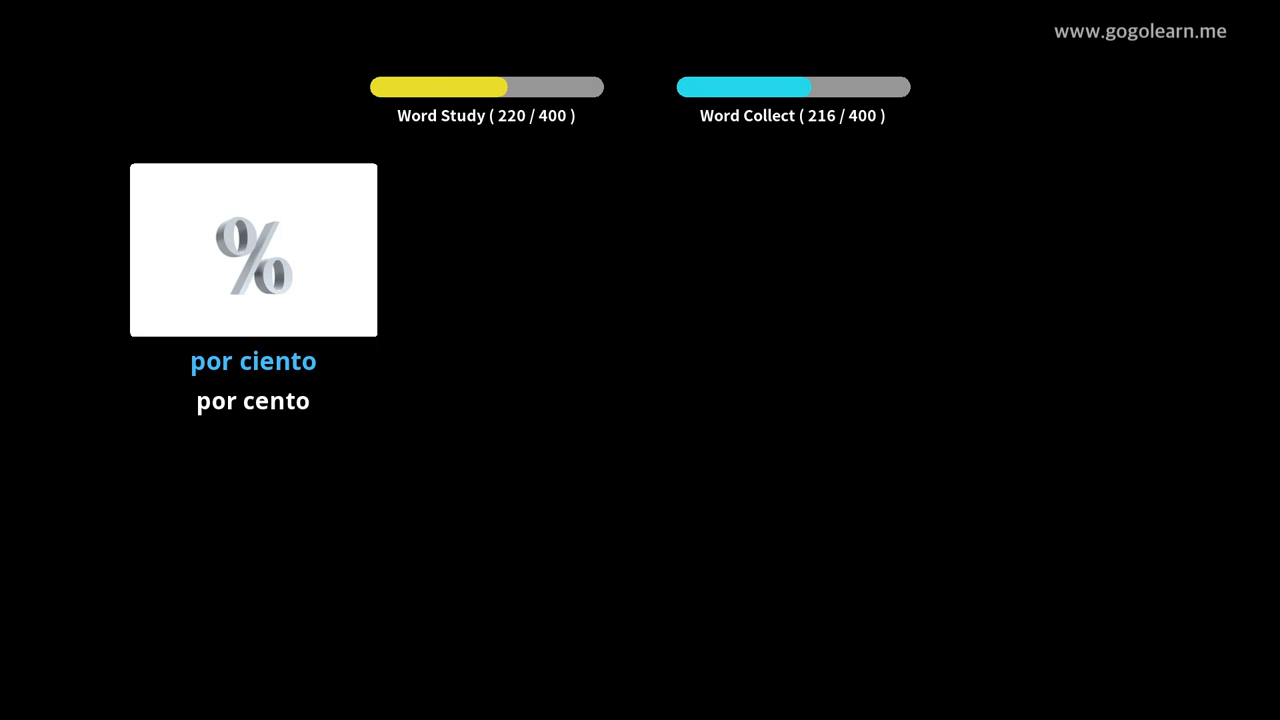 www.gogolearn.me
Word Study ( 220 / 400 )
Word Collect ( 216 / 400 )
%
por ciento
por cento